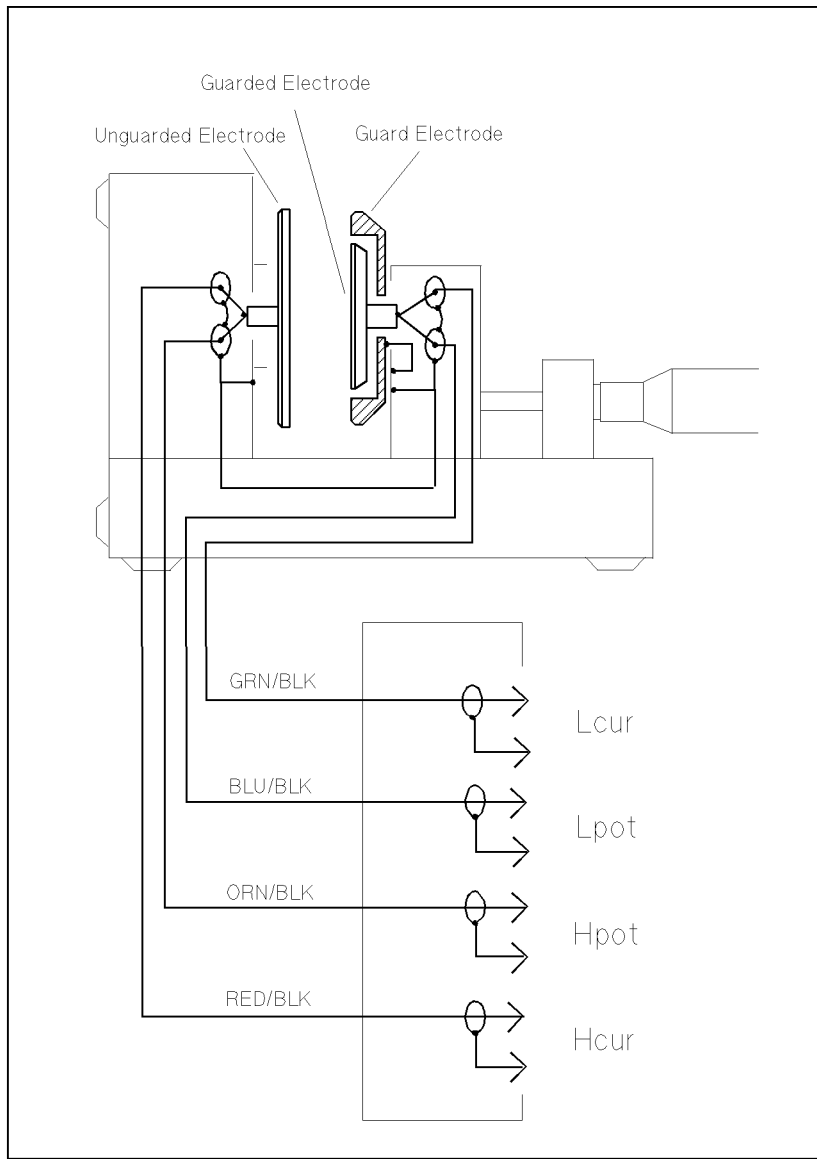 Guarded Electrode
Unguarded Electrode
Guard Electrode
GRN/BLK
Lcur
BLU/BLK
Lpot
ORN/BLK
Hpot
RED/BLK
Hcur